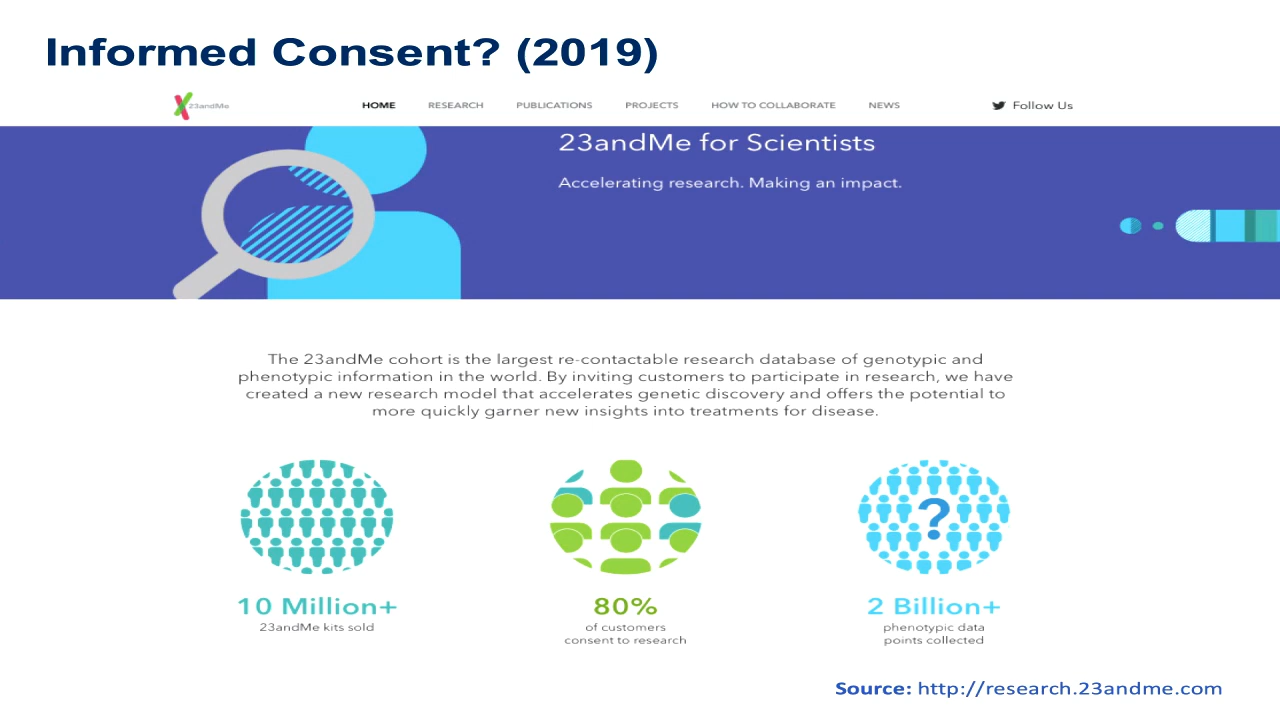 Informed Consent? (2019)
23andMe
HOME RESEARCH PUBLICATIONS PROJECTS HOW TO COLLABORATE NEWS Follow Us
23andMe for Scientists
Accelerating research. Making an impact.
The 23andMe cohort is the largest re-contactable research database of genotypic and
phenotypic information in the world. By inviting customers to participate in research, we have
created a new research model that accelerates genetic discovery and offers the potential to
more quickly garner new insights into treatments for disease.
?
10 Million+
23andMe kits sold
80%
of customers
consent to research
2 Billion+
phenotypic data
points collected
Source: http://research.23andme.com